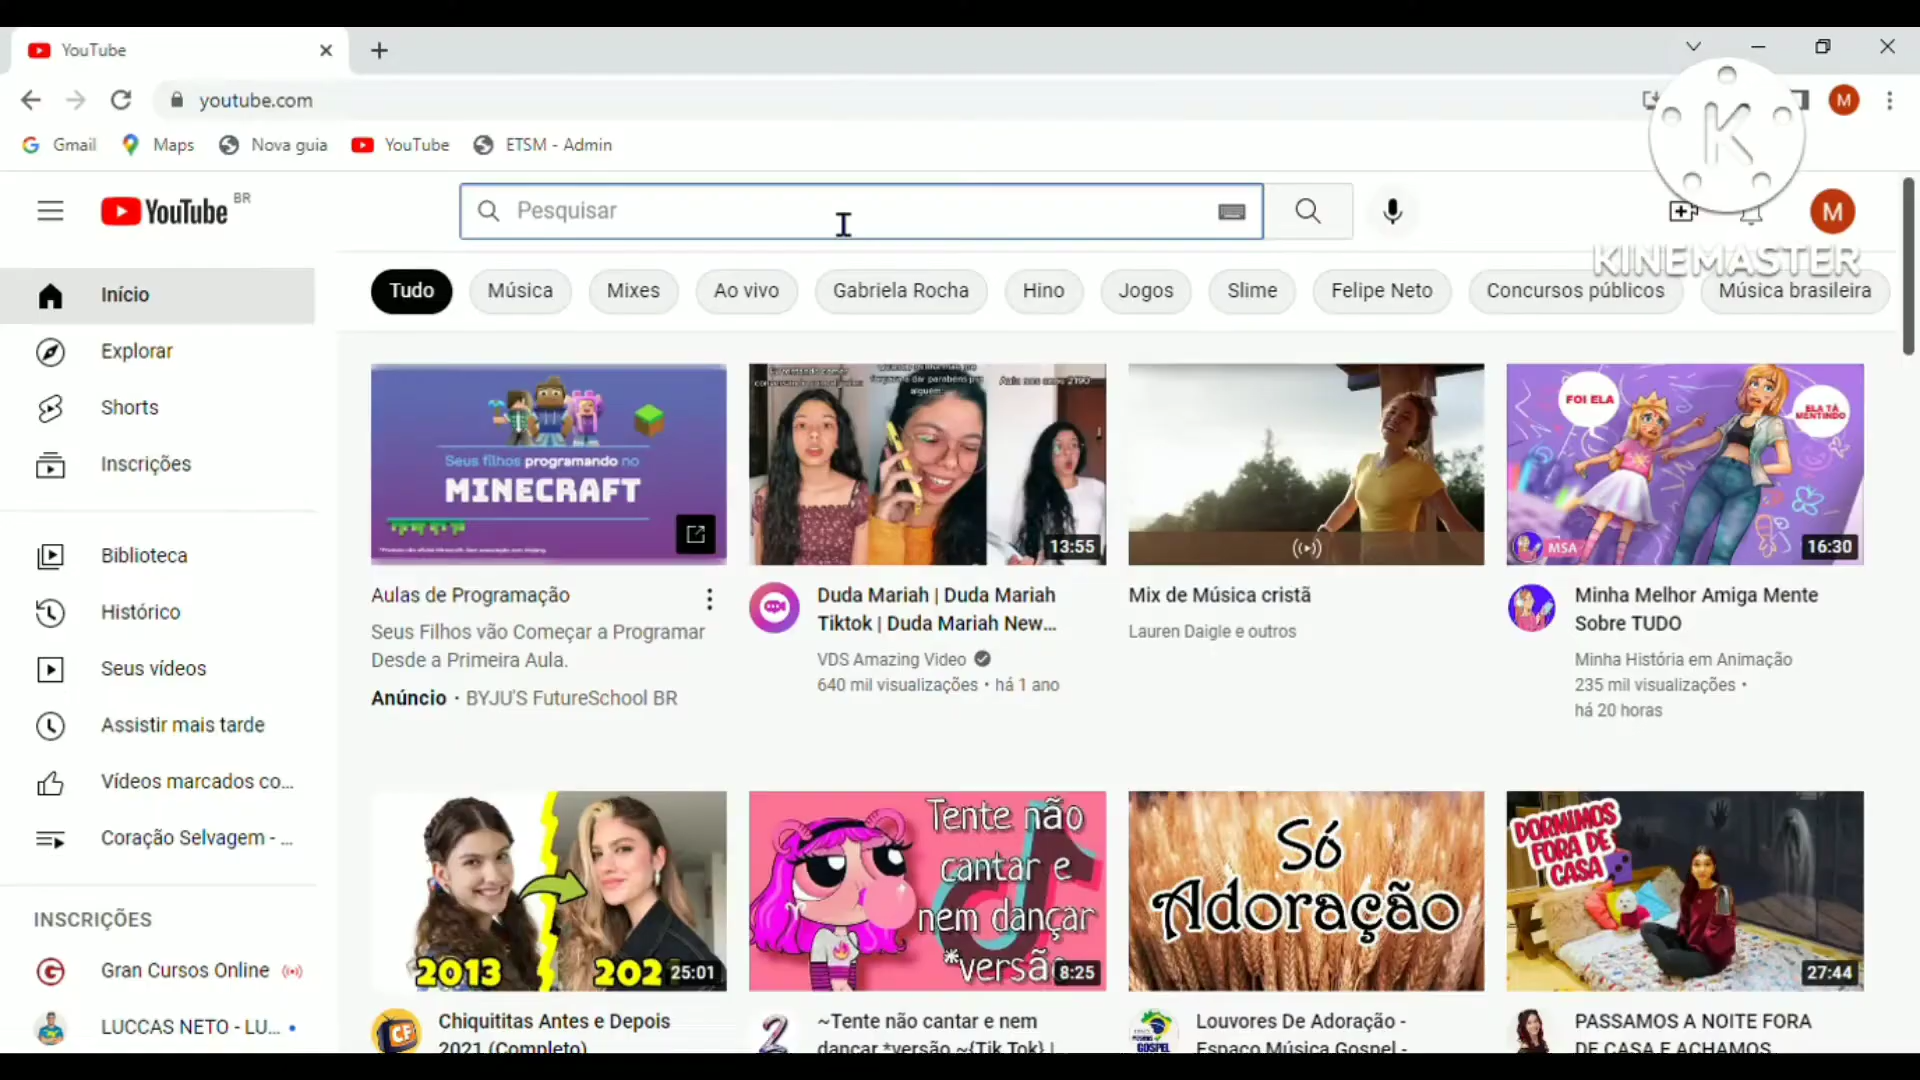 YouTube
youtube.com
Gmail
Maps
Nova guia
YouTube
ETSM - Admin
K
M
YouTube BR
Pesquisar
M
KINEMASTER
Tudo
Música
Mixes
Ao vivo
Gabriela Rocha
Hino
Jogos
Slime
Felipe Neto
Concursos públicos
Música brasileira
Início
Explorar
Shorts
Inscrições
Biblioteca
Histórico
Seus vídeos
Assistir mais tarde
Vídeos marcados co...
Coração Selvagem - ...
INSCRIÇÕES
Gran Cursos Online
LUCCAS NETO - LU...
Seus filhos programando no
MINECRAFT
Aulas de Programação
Seus Filhos vão Começar a Programar
Desde a Primeira Aula.
Anúncio · BYJU'S FutureSchool BR
13:55
Duda Mariah | Duda Mariah
Tiktok | Duda Mariah New...
VDS Amazing Video
640 mil visualizações • há 1 ano
Mix de Música cristã
Lauren Daigle e outros
FOI ELA
ELA TÁ
MENTINDO
MSA
16:30
Minha Melhor Amiga Mente
Sobre TUDO
Minha História em Animação
235 mil visualizações •
há 20 horas
2013
202
25:01
CF
Chiquititas Antes e Depois
2021 (Completo)
Tente não
cantar e
nem dançar
*versão
8:25
~Tente não cantar e nem
dançar *versão ~{Tik Tok} |
Só
Adoração
GOSPEL
Louvores De Adoração -
Espaço Música Gospel -
DORMIMOS
FORA DE
CASA
27:44
PASSAMOS A NOITE FORA
DE CASA E ACHAMOS